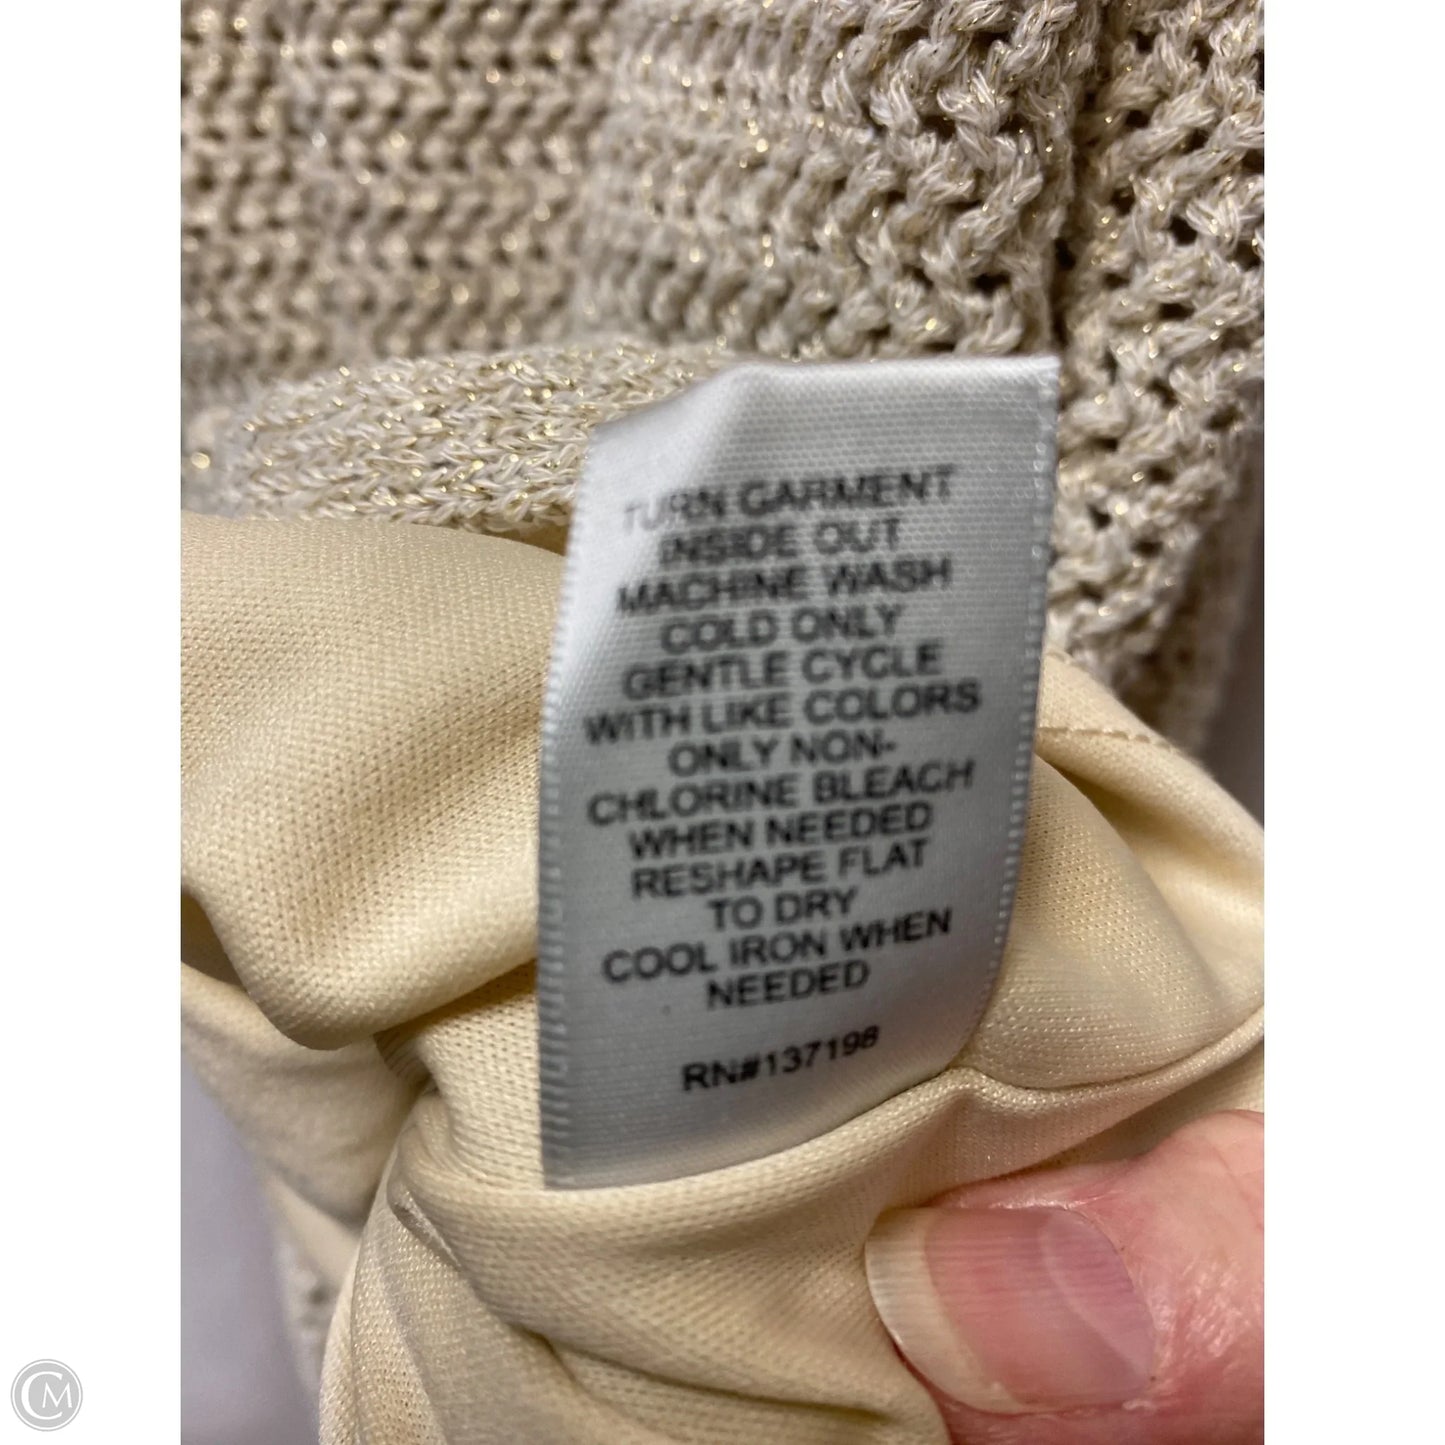 TURN GARMENT
INSIDE OUT
MACHINE WASH
COLD ONLY
GENTLE CYCLE
WITH LIKE COLORS
ONLY NON-
CHLORINE BLEACH
WHEN NEEDED
RESHAPE FLAT
TO DRY
COOL IRON WHEN
NEEDED
RN#137198
CM